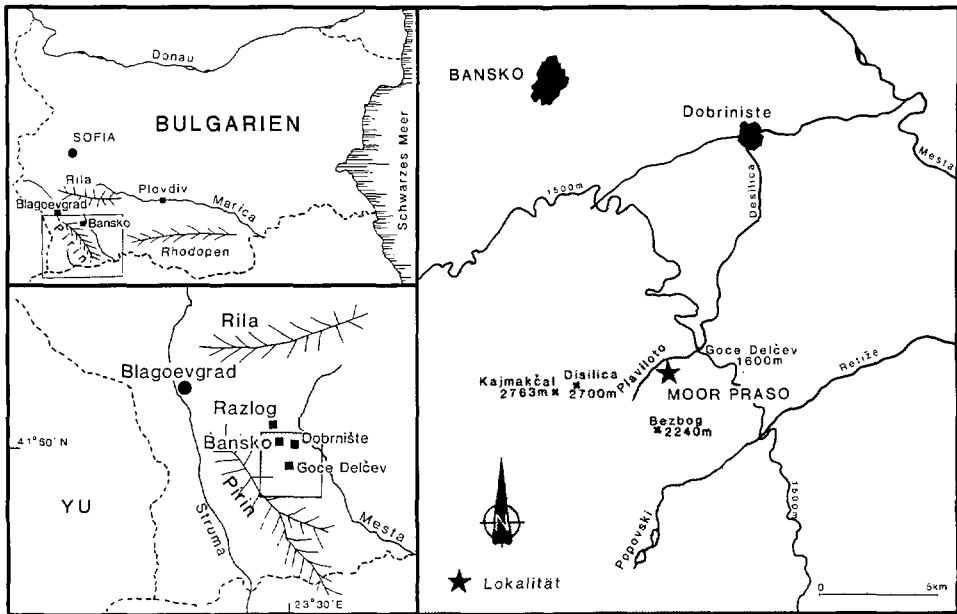 Donau
BULGARIEN
SOFIA
Rila
Plovdiv
Marica
Blagoevgrad
Bansko
Pirin
Rhodopen
Schwarzes Meer
Rila
Blagoevgrad
Razlog
41°50' N
Bansko
Dobrnište
Goce Delčev
Pirin
YU
Struma
Mesta
23°30'E
BANSKO
Dobriniste
Mesta
1500m
Desilica
Goce Delčev
1600m
Plaviloto
Retiže
Disilica
Kajmakčal
2763m
2700m
MOOR PRASO
Bezbog
2240m
N
1500m
Popovski
Lokalität
0
5km